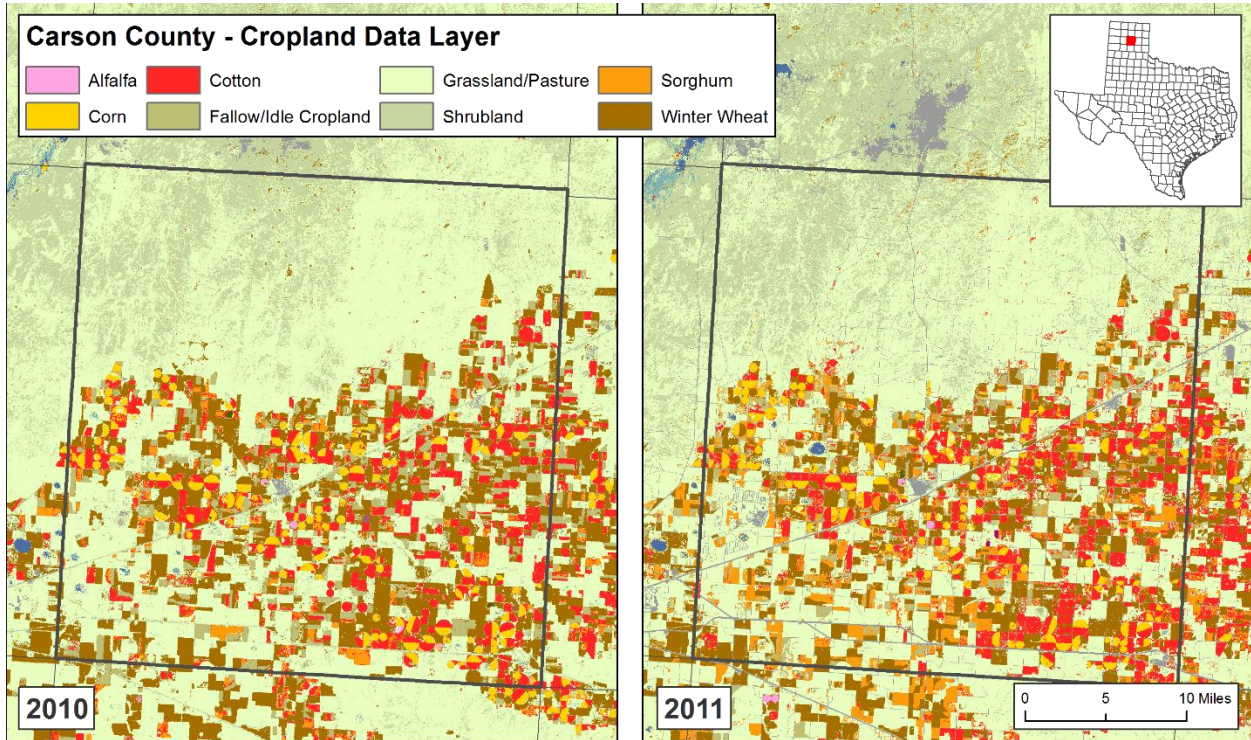 Carson County - Cropland Data Layer
Alfalfa Cotton Grassland/Pasture Sorghum
Corn Fallow/Idle Cropland Shrubland Winter Wheat
2010
2011
0 5 10 Miles